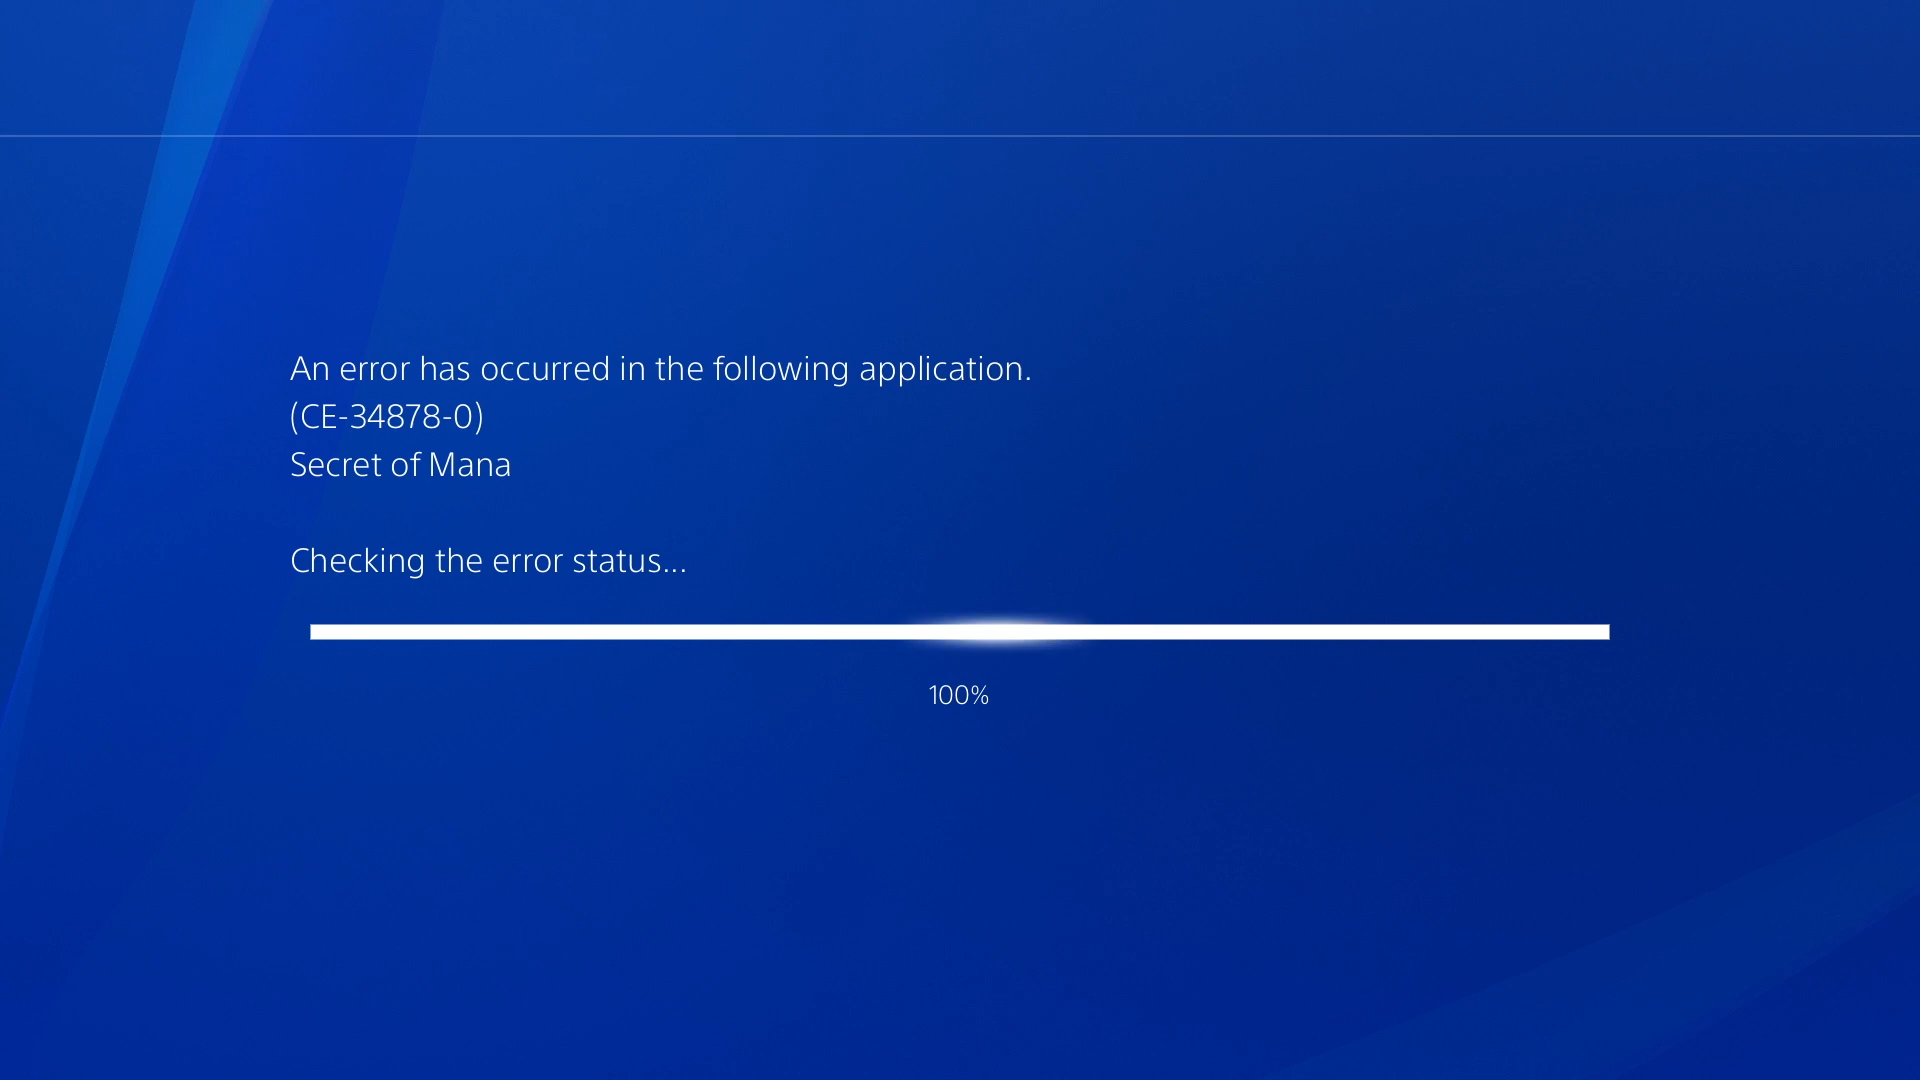 An error has occurred in the following application.
(CE-34878-0)
Secret of Mana
Checking the error status...
100%